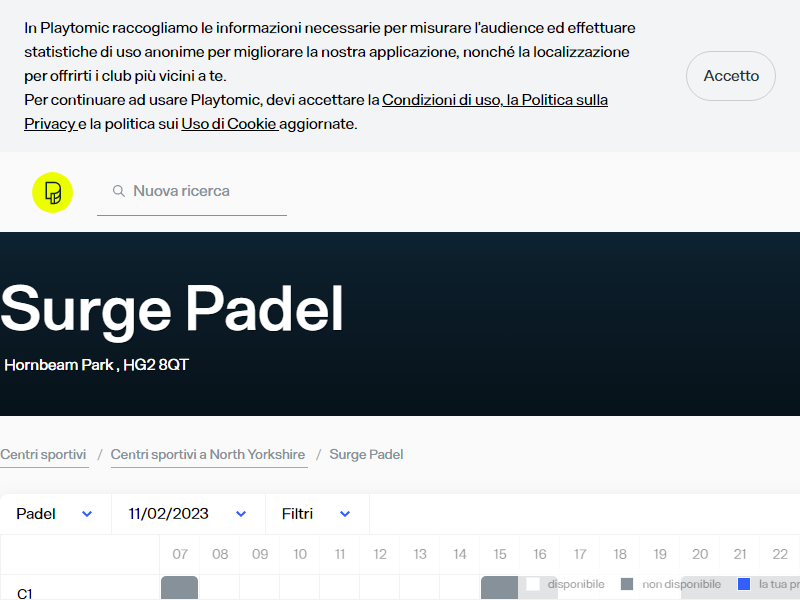 In Playtomic raccogliamo le informazioni necessarie per misurare l'audience ed effettuare
statistiche di uso anonime per migliorare la nostra applicazione, nonché la localizzazione
per offrirti i club più vicini a te.
Per continuare ad usare Playtomic, devi accettare la Condizioni di uso, la Politica sulla
Privacy e la politica sui Uso di Cookie aggiornate.
Accetto
Nuova ricerca
Surge Padel
Hornbeam Park , HG2 8QT
Centri sportivi / Centri sportivi a North Yorkshire / Surge Padel
Padel 11/02/2023 Filtri
07 08 09 10 11 12 13 14 15 16 17 18 19 20 21 22
disponibile non disponibile la tua
C1